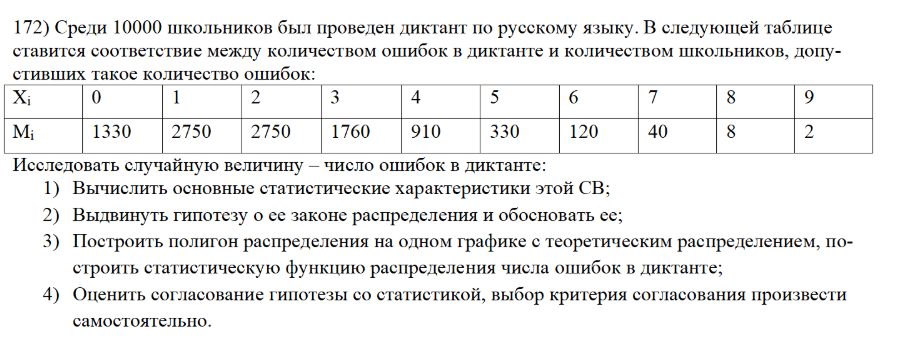 172) Среди 10000 школьников был проведен диктант по русскому языку. В следующей таблице
ставится соответствие между количеством ошибок в диктанте и количеством школьников, допу-
стивших такое количество ошибок:
Xi 0 1 2 3 4 5 6 7 8 9
Mi 1330 2750 2750 1760 910 330 120 40 8 2
Исследовать случайную величину – число ошибок в диктанте:
1) Вычислить основные статистические характеристики этой СВ;
2) Выдвинуть гипотезу о ее законе распределения и обосновать ее;
3) Построить полигон распределения на одном графике с теоретическим распределением, по-
строить статистическую функцию распределения числа ошибок в диктанте;
4) Оценить согласование гипотезы со статистикой, выбор критерия согласования произвести
самостоятельно.